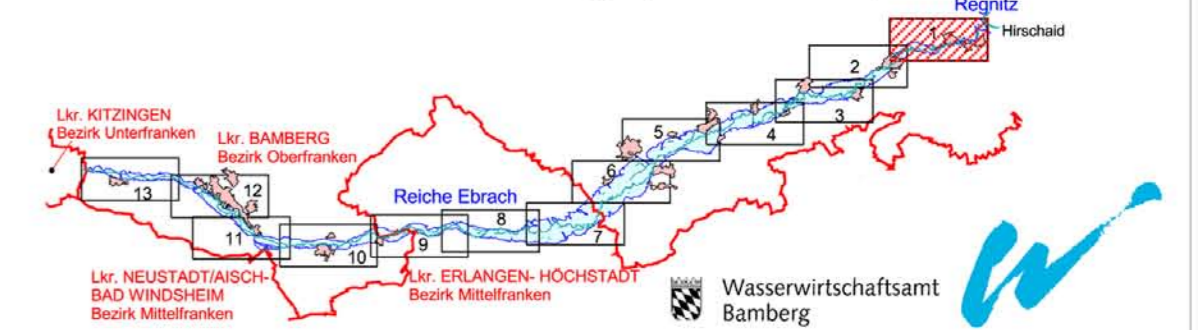 Regnitz
Hirschaid
1
2
3
4
5
6
7
8
9
10
11
12
13
Lkr. KITZINGEN
Bezirk Unterfranken
Lkr. BAMBERG
Bezirk Oberfranken
Reiche Ebrach
Lkr. NEUSTADT/AISCH-
BAD WINDSHEIM
Bezirk Mittelfranken
Lkr. ERLANGEN- HÖCHSTADT
Bezirk Mittelfranken
Wasserwirtschaftsamt
Bamberg